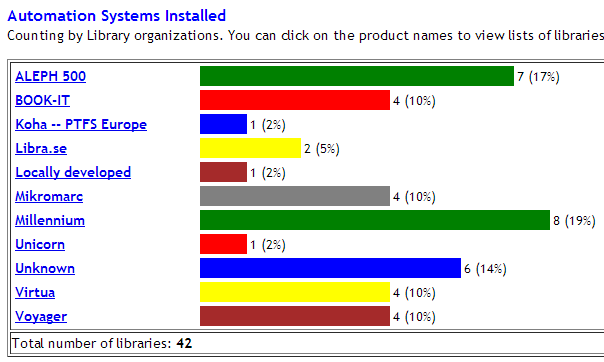 Automation Systems Installed
Counting by Library organizations. You can click on the product names to view lists of libraries
ALEPH 500 7 (17%)
BOOK-IT 4 (10%)
Koha -- PTFS Europe 1 (2%)
Libra.se 2 (5%)
Locally developed 1 (2%)
Mikromarc 4 (10%)
Millennium 8 (19%)
Unicorn 1 (2%)
Unknown 6 (14%)
Virtua 4 (10%)
Voyager 4 (10%)
Total number of libraries: 42